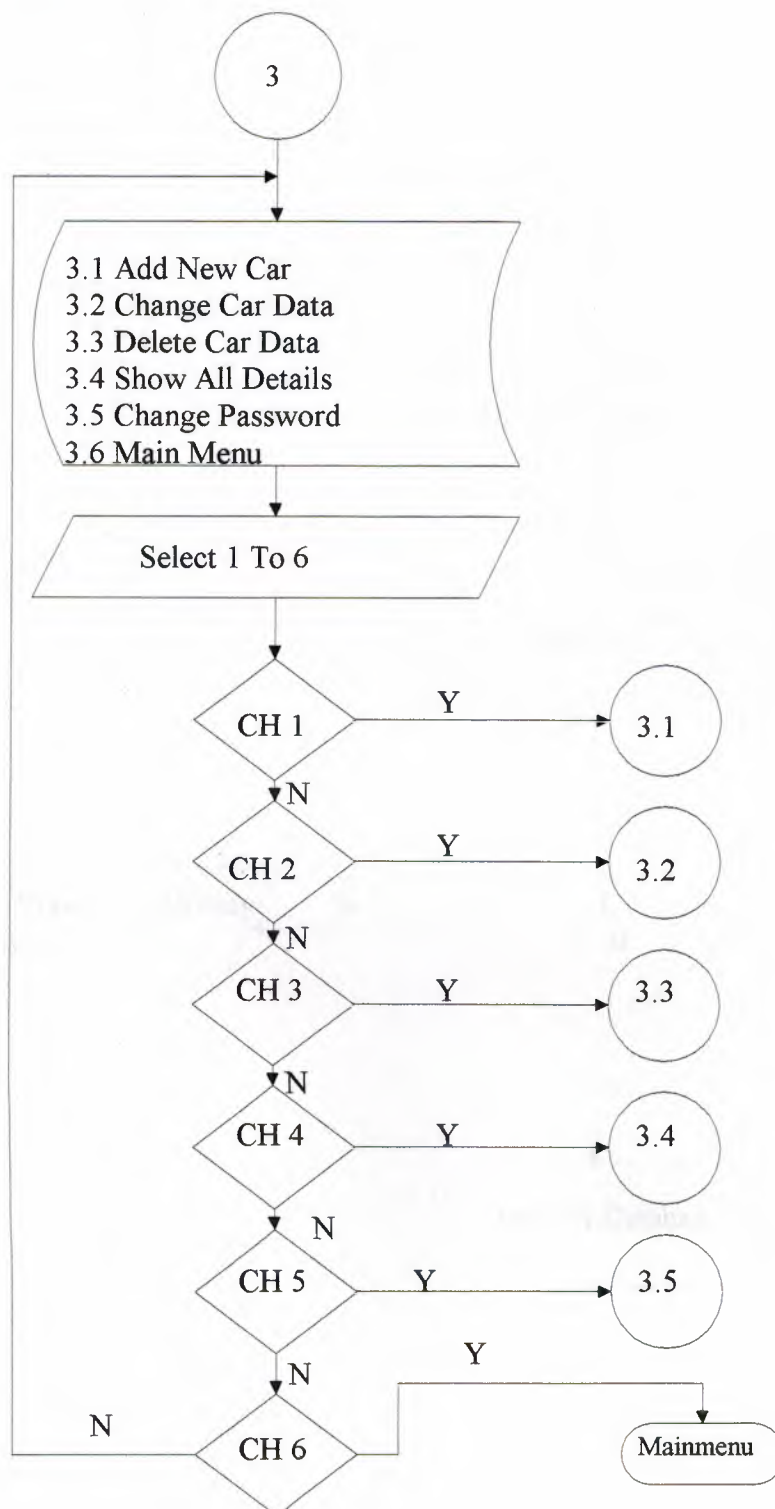 3
3.1 Add New Car
3.2 Change Car Data
3.3 Delete Car Data
3.4 Show All Details
3.5 Change Password
3.6 Main Menu
Select 1 To 6
CH 1
Y
3.1
N
CH 2
Y
3.2
N
CH 3
Y
3.3
N
CH 4
Y
3.4
N
CH 5
Y
3.5
N
Y
N
CH 6
Mainmenu